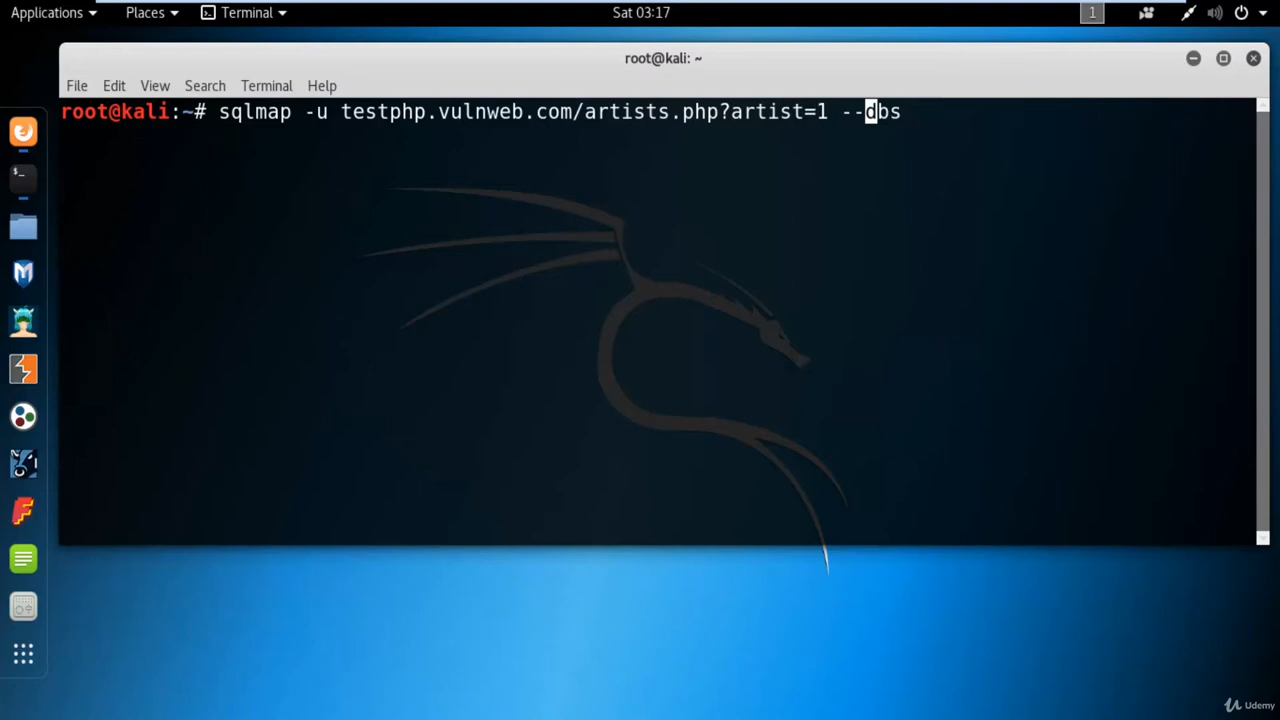 Applications Places Terminal Sat 03:17 1
root@kali: ~
File Edit View Search Terminal Help
root@kali:~# sqlmap -u testphp.vulnweb.com/artists.php?artist=1 --dbs
Udemy